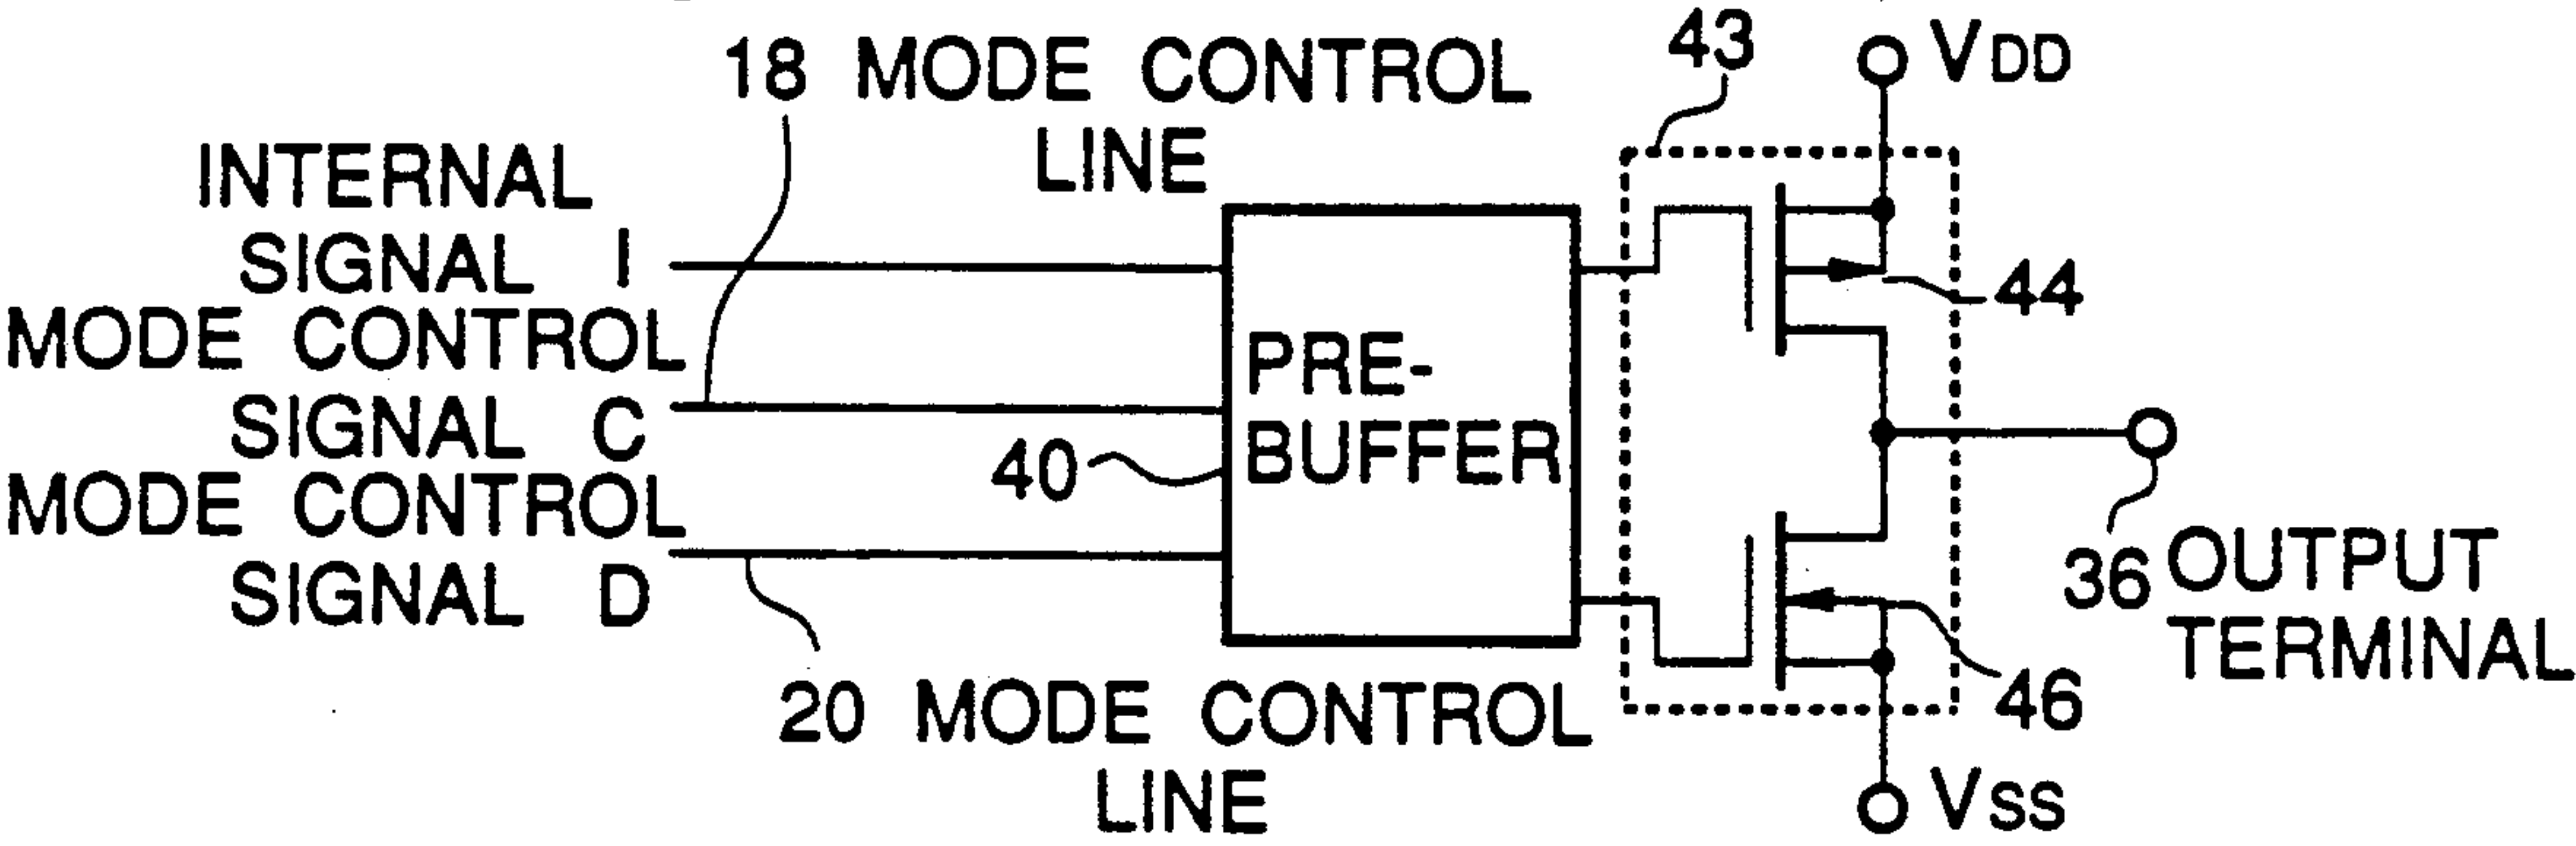 43
VDD
18 MODE CONTROL
LINE
INTERNAL
SIGNAL I
MODE CONTROL
SIGNAL C
MODE CONTROL
SIGNAL D
40
PRE-
BUFFER
44
36 OUTPUT
TERMINAL
46
20 MODE CONTROL
LINE
VSS